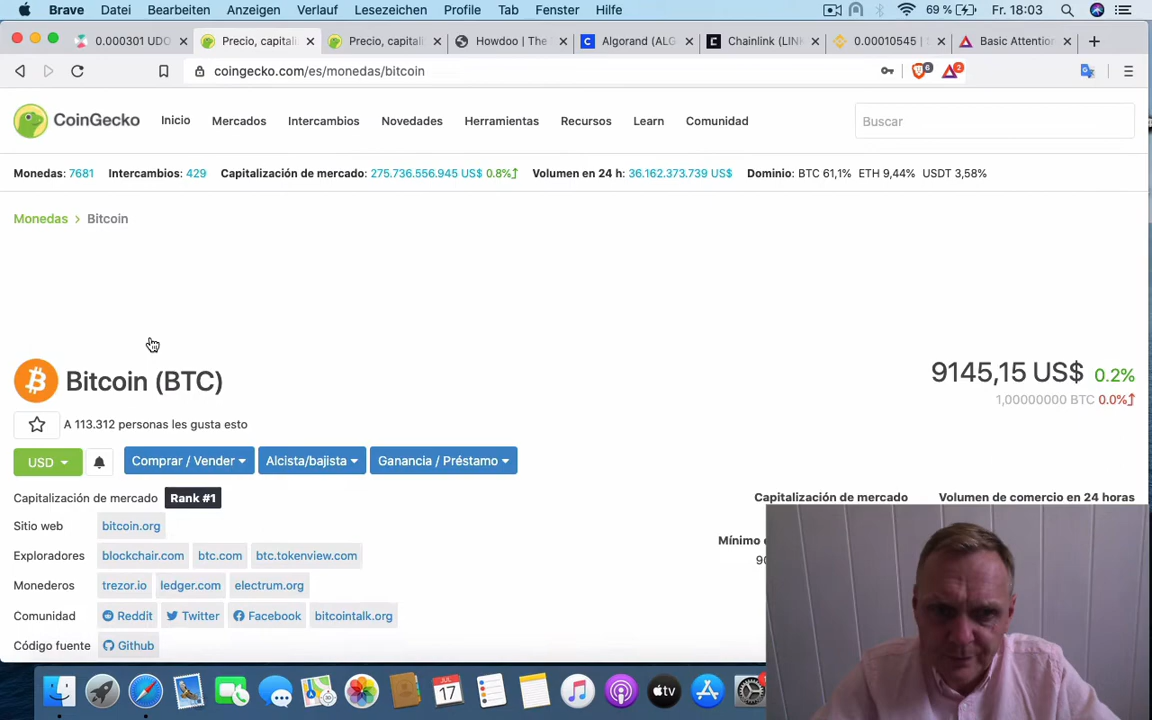 Brave Datei Bearbeiten Anzeigen Verlauf Lesezeichen Profile Tab Fenster Hilfe 69 % Fr. 18:03
0.000301 UDO Precio, capitali Precio, capitali Howdoo | The Algorand (ALG Chainlink (LINK 0.00010545 | Basic Attention
coingecko.com/es/monedas/bitcoin 6 2
CoinGecko Inicio Mercados Intercambios Novedades Herramientas Recursos Learn Comunidad Buscar
Monedas: 7681 Intercambios: 429 Capitalización de mercado: 275.736.556.945 US$ 0.8% Volumen en 24 h: 36.162.373.739 US$ Dominio: BTC 61,1% ETH 9,44% USDT 3,58%
Monedas > Bitcoin
Bitcoin (BTC) 9145,15 US$ 0.2%
1,00000000 BTC 0.0%
A 113.312 personas les gusta esto
USD Comprar / Vender Alcista/bajista Ganancia / Préstamo
Capitalización de mercado Rank #1 Capitalización de mercado Volumen de comercio en 24 horas
Sitio web bitcoin.org
Mínimo
Exploradores blockchair.com btc.com btc.tokenview.com
Monederos trezor.io ledger.com electrum.org
Comunidad Reddit Twitter Facebook bitcointalk.org
Código fuente Github
JUL
17
tv